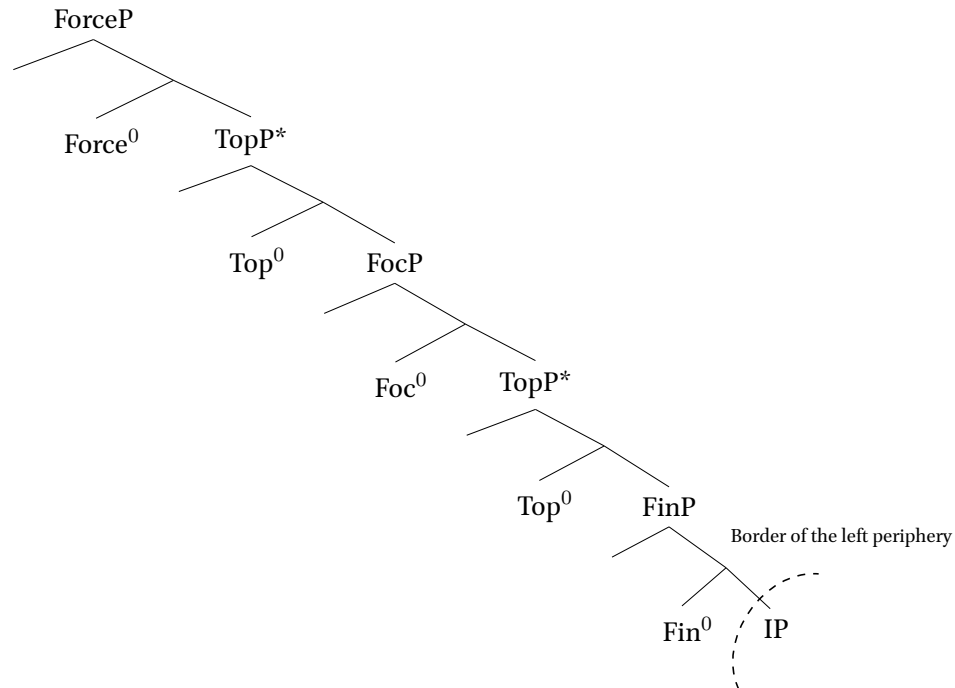 ForceP
Force⁰ TopP*
Top⁰ FocP
Foc⁰ TopP*
Top⁰ FinP
Border of the left periphery
Fin⁰ IP